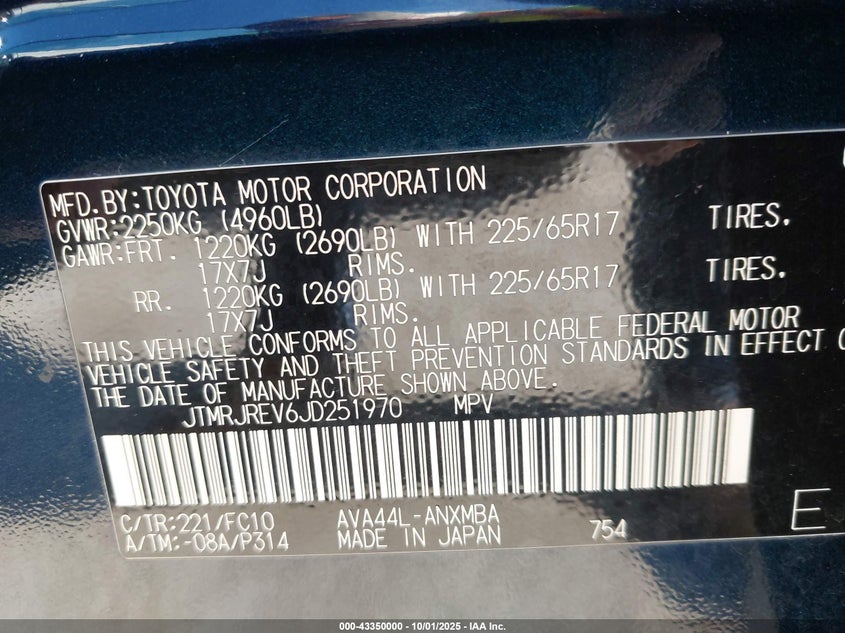 MFD.BY:TOYOTA MOTOR CORPORATION
GVWR:2250KG (4960LB)
GAWR:FRT. 1220KG (2690LB) WITH 225/65R17 TIRES.
17X7J RIMS.
RR. 1220KG (2690LB) WITH 225/65R17 TIRES.
17X7J RIMS.
THIS VEHICLE CONFORMS TO ALL APPLICABLE FEDERAL MOTOR
VEHICLE SAFETY AND THEFT PREVENTION STANDARDS IN EFFECT
THE DATE OF MANUFACTURE SHOWN ABOVE.
JTMRJREV6JD251970 MPV
C/TR:221/FC10 AVA44L-ANXMBA
A/TM:-08A/P314 MADE IN JAPAN 754 E
000-43350000 - 10/01/2025 - IAA Inc.